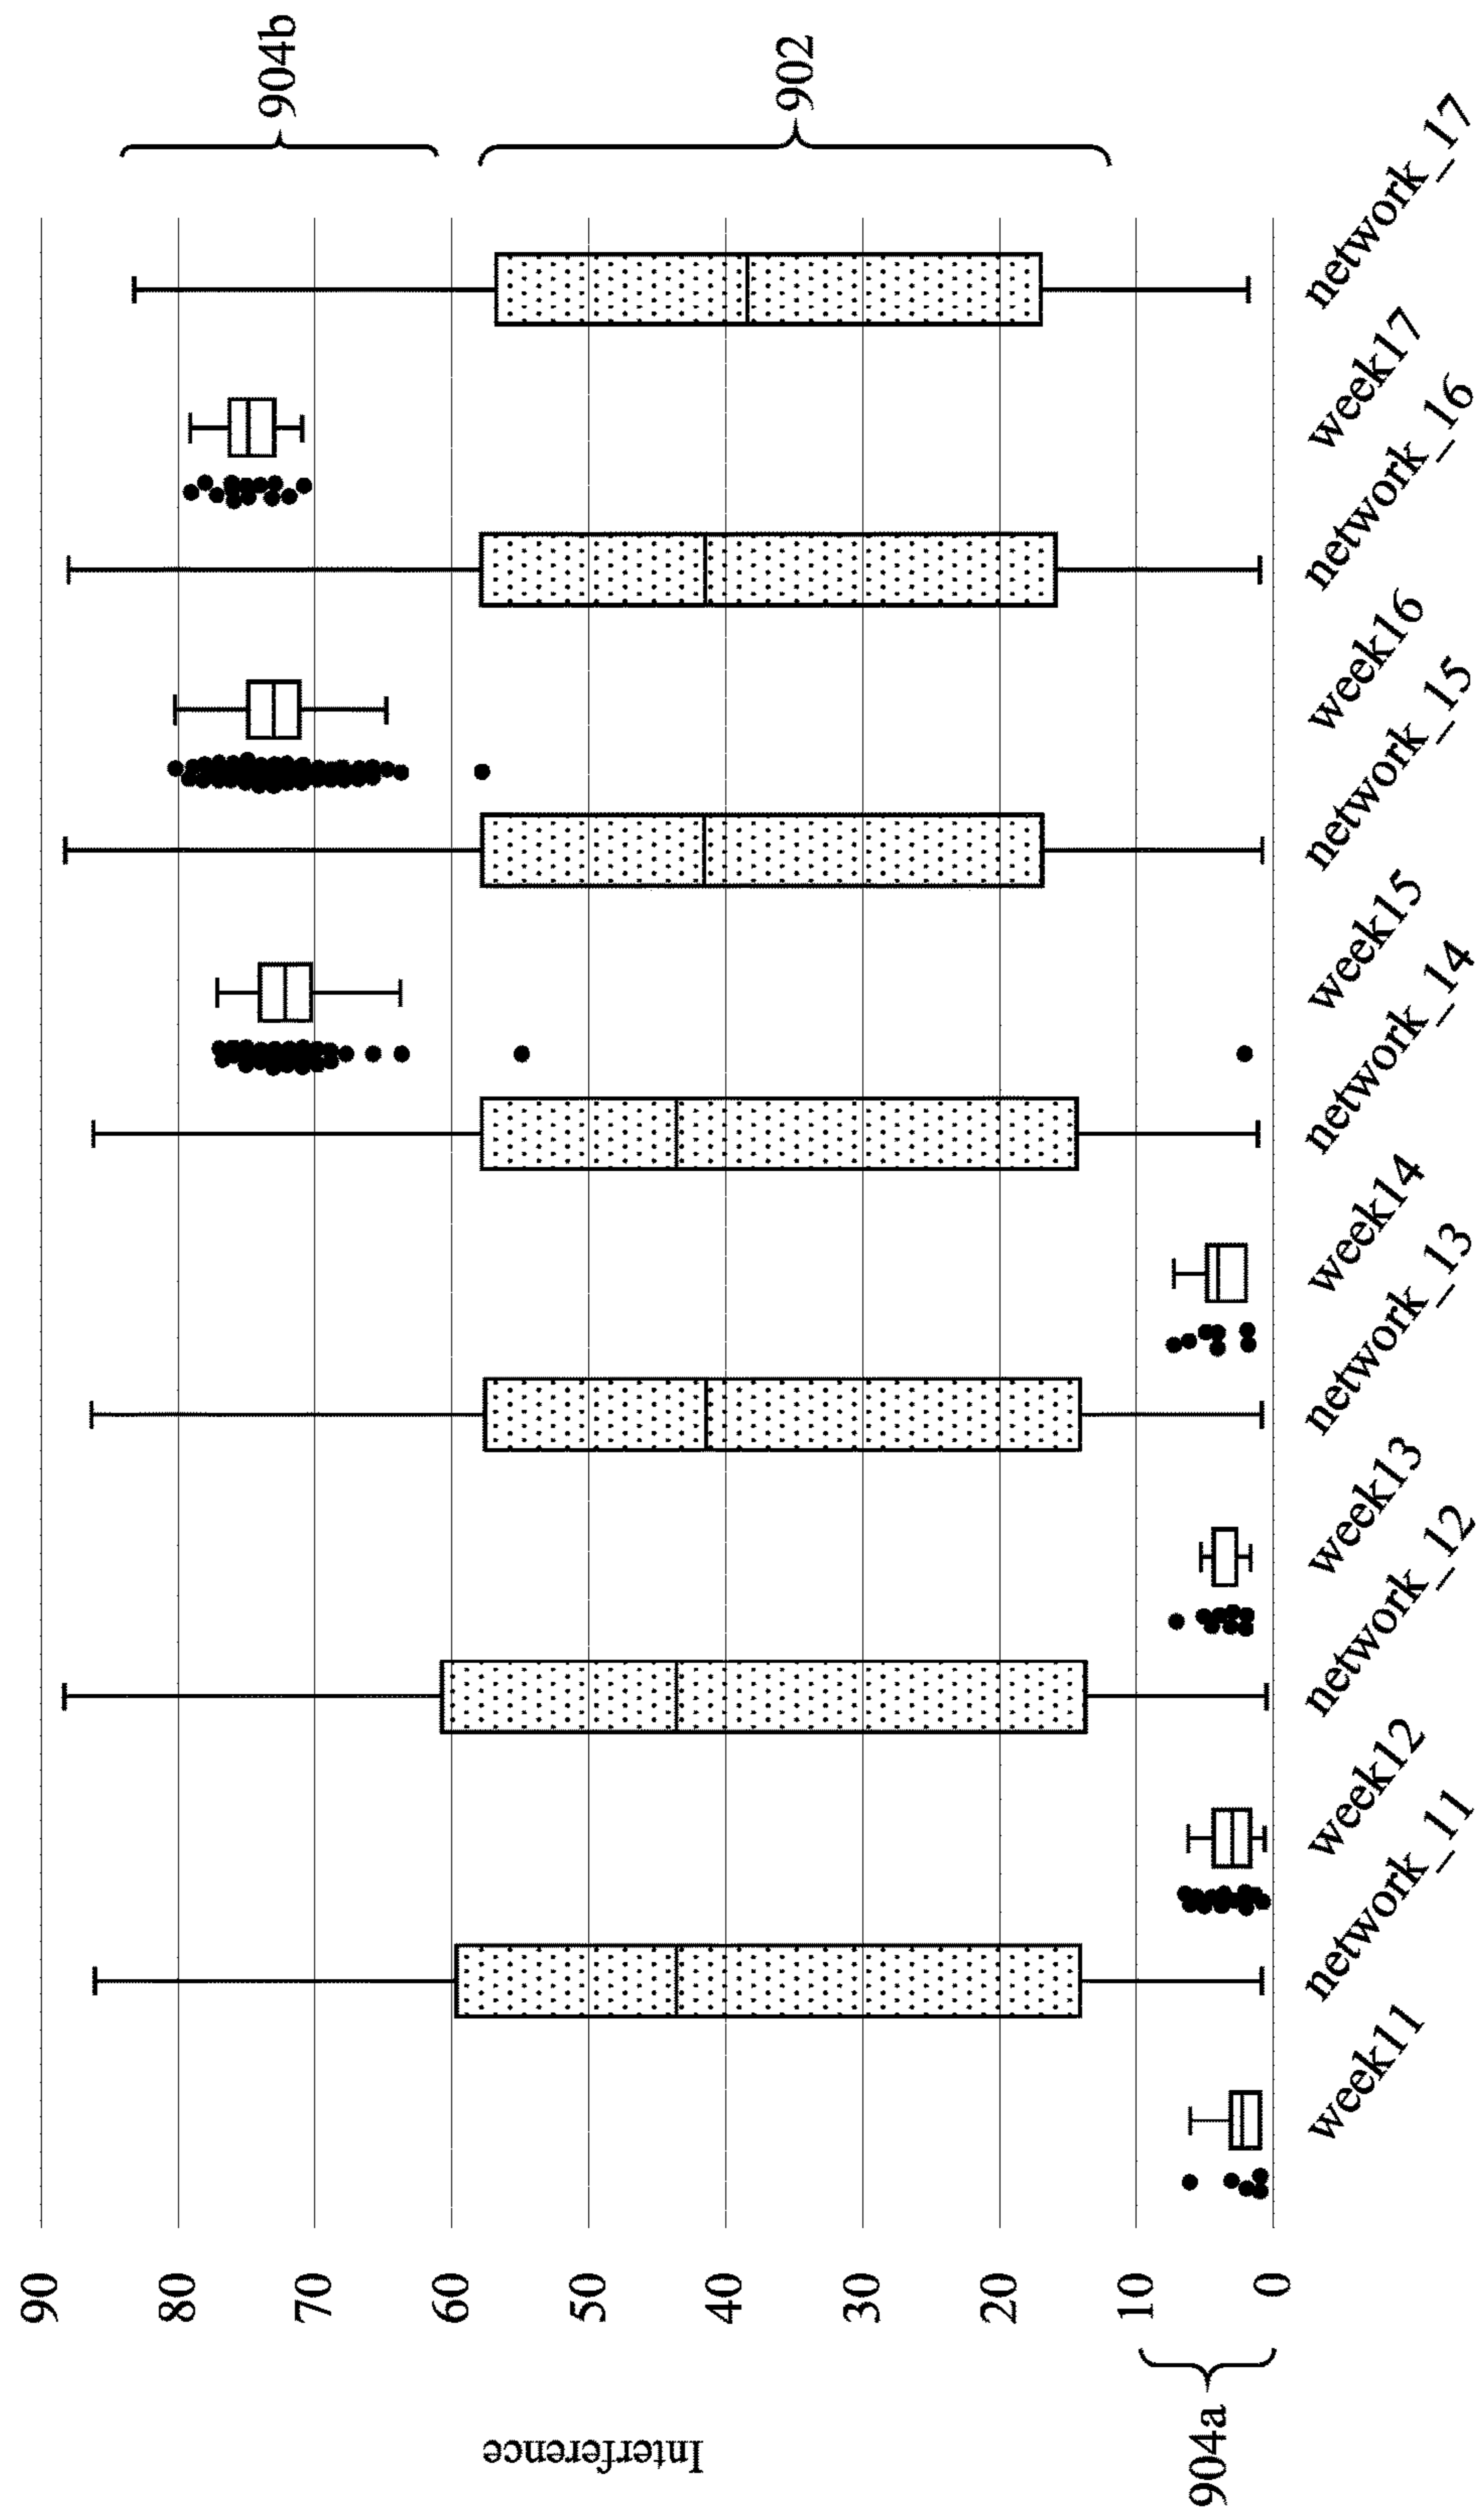 Interference
90
80
70
60
50
40
30
20
10
0
904a
904b
902
week11
network_11
week12
network_12
week13
network_13
week14
network_14
week15
network_15
week16
network_16
week17
network_17